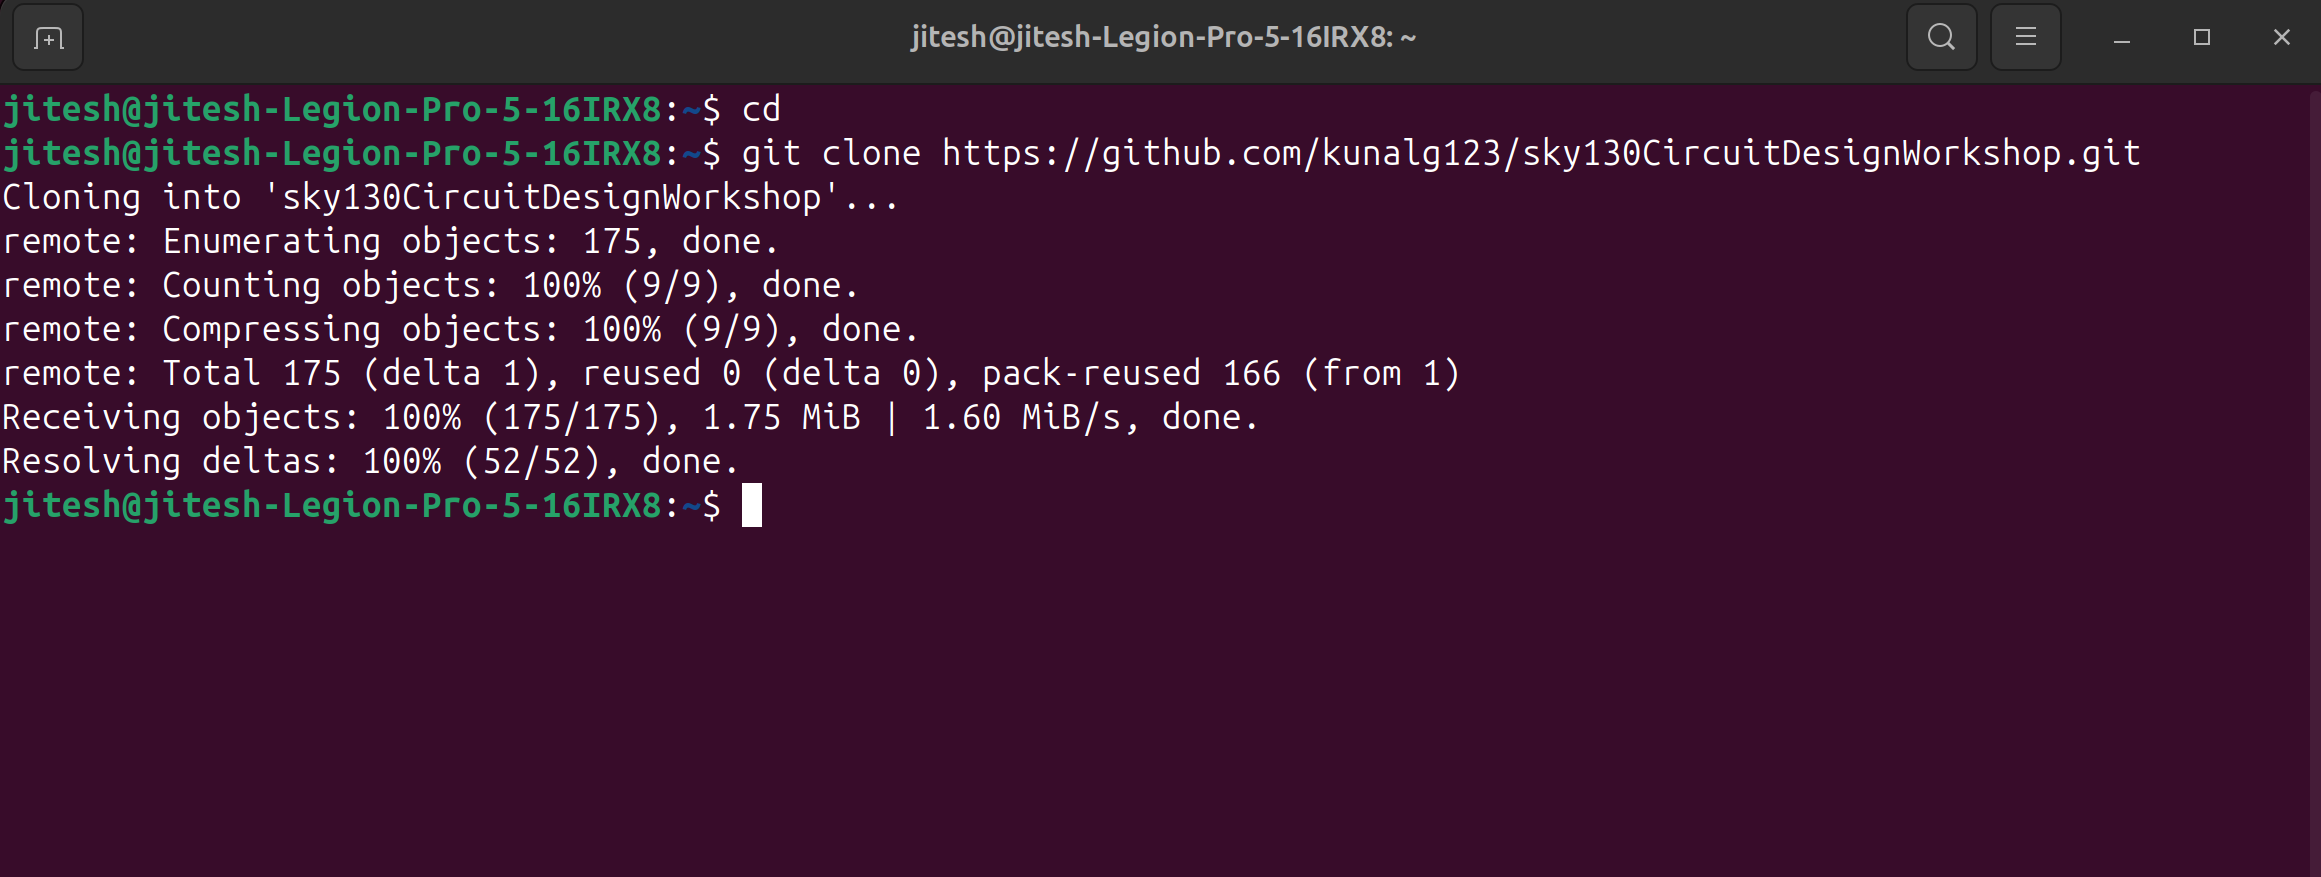 jitesh@jitesh-Legion-Pro-5-16IRX8: ~
jitesh@jitesh-Legion-Pro-5-16IRX8:~$ cd
jitesh@jitesh-Legion-Pro-5-16IRX8:~$ git clone https://github.com/kunalg123/sky130CircuitDesignWorkshop.git
Cloning into 'sky130CircuitDesignWorkshop'...
remote: Enumerating objects: 175, done.
remote: Counting objects: 100% (9/9), done.
remote: Compressing objects: 100% (9/9), done.
remote: Total 175 (delta 1), reused 0 (delta 0), pack-reused 166 (from 1)
Receiving objects: 100% (175/175), 1.75 MiB | 1.60 MiB/s, done.
Resolving deltas: 100% (52/52), done.
jitesh@jitesh-Legion-Pro-5-16IRX8:~$